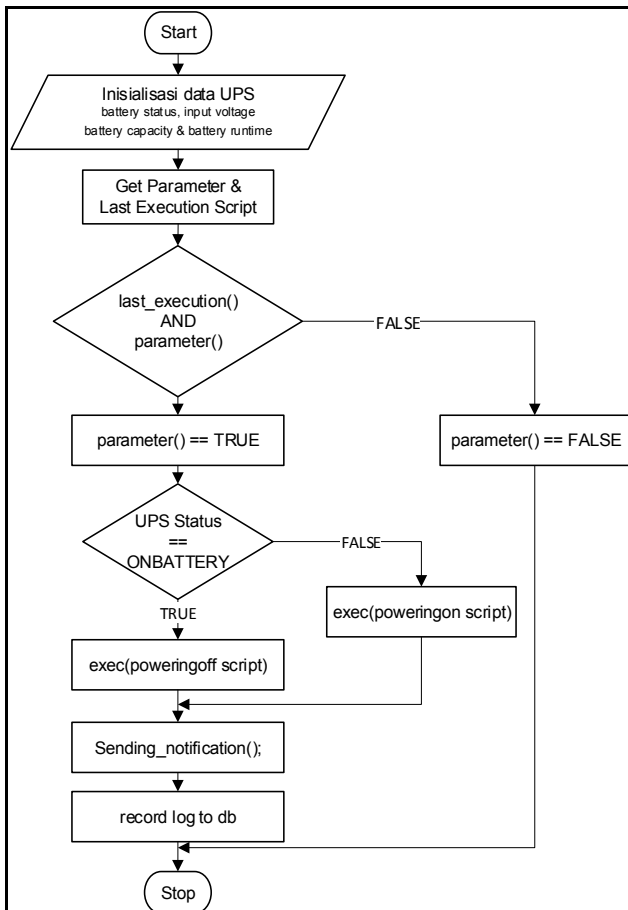 Start
Inisialisasi data UPS
battery status, input voltage
battery capacity & battery runtime
Get Parameter &
Last Execution Script
last_execution()
AND
parameter()
FALSE
parameter() == TRUE
parameter() == FALSE
UPS Status
==
ONBATTERY
FALSE
TRUE
exec(poweringon script)
exec(poweringoff script)
Sending_notification();
record log to db
Stop